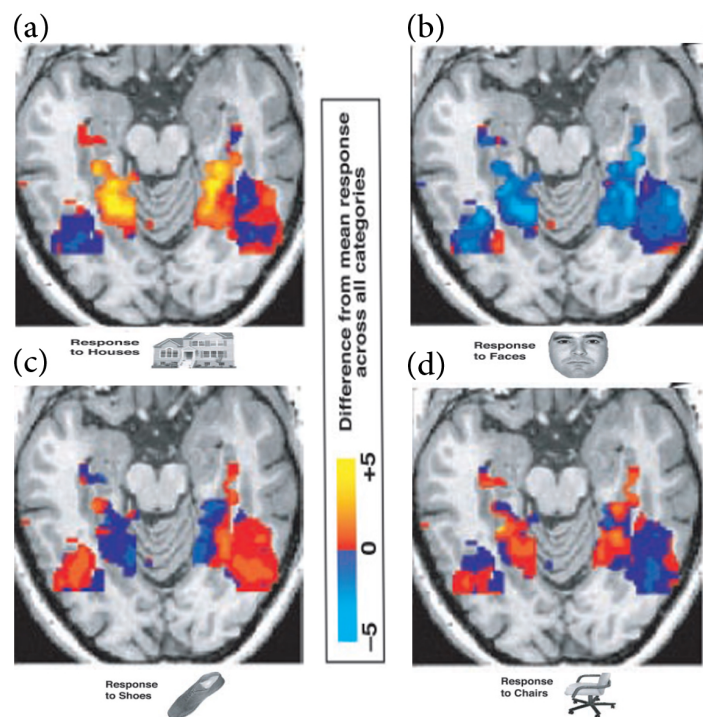 (a)
(b)
Response
to Houses
Response
to Faces
Difference from mean response
across all categories
−5 0 +5
(c)
(d)
Response
to Shoes
Response
to Chairs